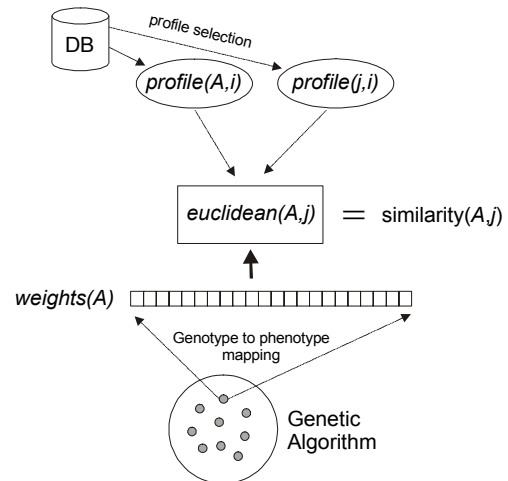 DB
profile selection
profile(A,i)
profile(j,i)
euclidean(A,j)
= similarity(A,j)
weights(A)
Genotype to phenotype
mapping
Genetic
Algorithm